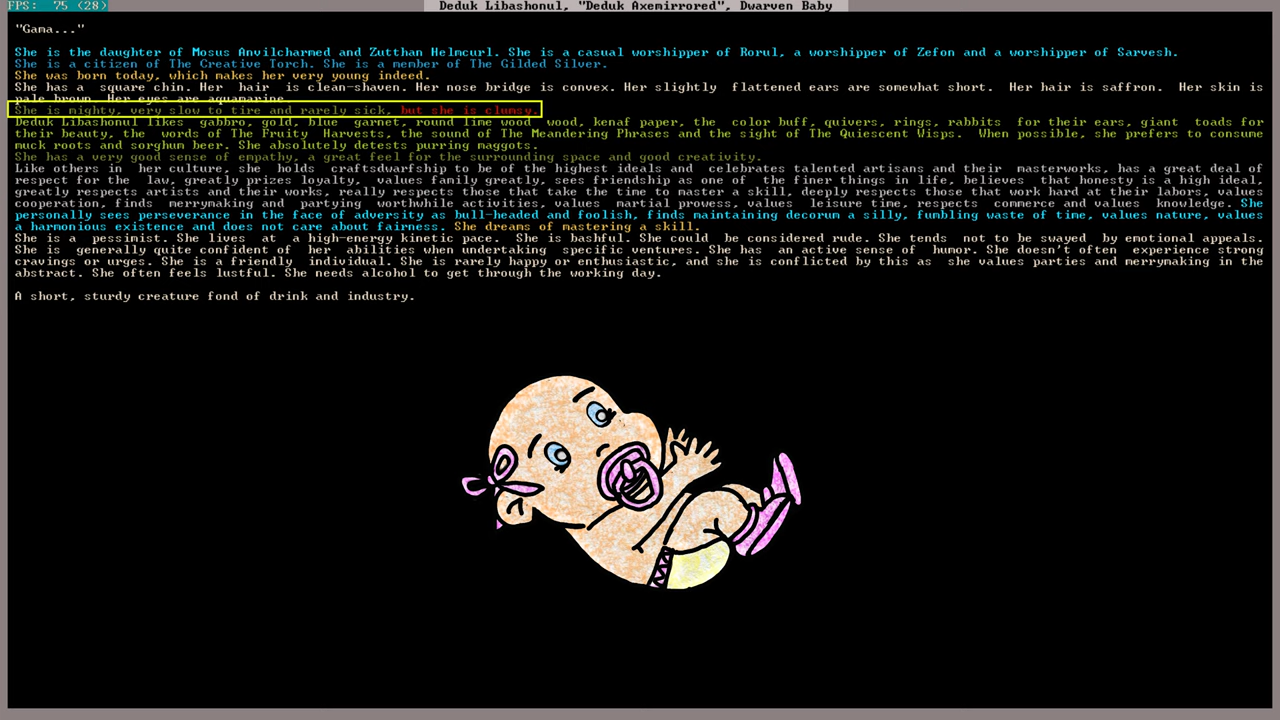 FPS: 75 (28)
Deduk Libashonul, "Deduk Axemirrored", Dwarven Baby
"Gama..."
She is the daughter of Mosus Anvilcharmed and Zutthan Helmcurl. She is a casual worshipper of Rorul, a worshipper of Zefon and a worshipper of Sarvesh.
She is a citizen of The Creative Torch. She is a member of The Gilded Silver.
She was born today, which makes her very young indeed.
She has a square chin. Her hair is clean-shaven. Her nose bridge is convex. Her slightly flattened ears are somewhat short. Her hair is saffron. Her skin is
pale brown. Her eyes are aquamarine.
She is mighty, very slow to tire and rarely sick, but she is clumsy.
Deduk Libashonul likes gabbro, gold, blue garnet, round lime wood, wood, kenaf paper, the color buff, quivers, rings, rabbits for their ears, giant toads for
their beauty, the words of The Fruity Harvests, the sound of The Meandering Phrases and the sight of The Quiescent Wisps. When possible, she prefers to consume
muck roots and sorghum beer. She absolutely detests purring maggots.
She has a very good sense of empathy, a great feel for the surrounding space and good creativity.
Like others in her culture, she holds craftsdwarfship to be of the highest ideals and celebrates talented artisans and their masterworks, has a great deal of
respect for the law, greatly prizes loyalty, values family greatly, sees friendship as one of the finer things in life, believes that honesty is a high ideal,
greatly respects artists and their works, really respects those that take the time to master a skill, deeply respects those that work hard at their labors, values
cooperation, finds merrymaking and partying worthwhile activities, values martial prowess, values leisure time, respects commerce and values knowledge. She
personally sees perseverance in the face of adversity as bull-headed and foolish, finds maintaining decorum a silly, fumbling waste of time, values nature, values
a harmonious existence and does not care about fairness. She dreams of mastering a skill.
She is a pessimist. She lives at a high-energy kinetic pace. She is bashful. She could be considered rude. She tends not to be swayed by emotional appeals.
She is generally quite confident of her abilities when undertaking specific ventures. She has an active sense of humor. She doesn't often experience strong
cravings or urges. She is a friendly individual. She is rarely happy or enthusiastic, and she is conflicted by this as she values parties and merrymaking in the
abstract. She often feels lustful. She needs alcohol to get through the working day.
A short, sturdy creature fond of drink and industry.